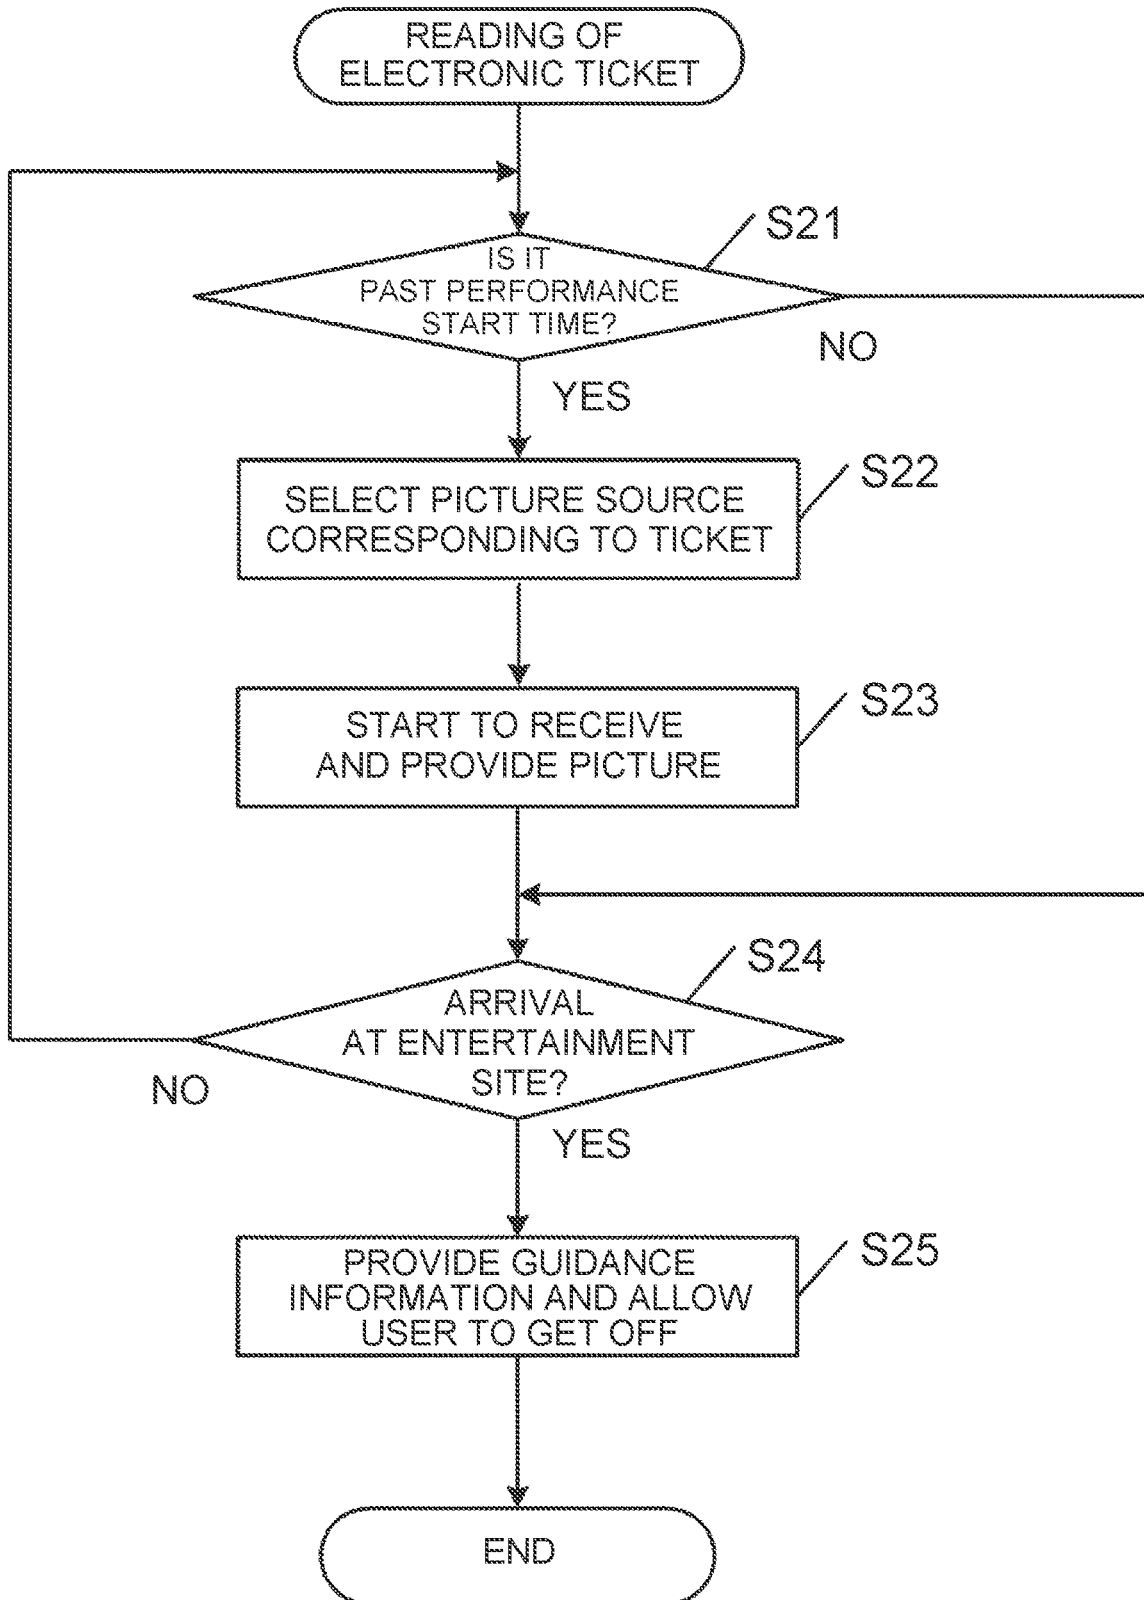 READING OF
ELECTRONIC TICKET
S21
IS IT
PAST PERFORMANCE
START TIME?
NO
YES
S22
SELECT PICTURE SOURCE
CORRESPONDING TO TICKET
S23
START TO RECEIVE
AND PROVIDE PICTURE
S24
ARRIVAL
AT ENTERTAINMENT
SITE?
NO
YES
S25
PROVIDE GUIDANCE
INFORMATION AND ALLOW
USER TO GET OFF
END